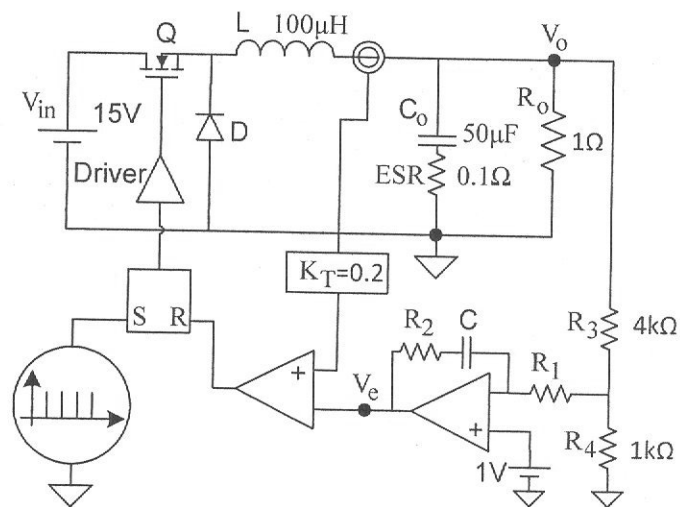 Q
L 100μH
V_o
V_in
15V
D
C_o
50μF
R_o
1Ω
ESR 0.1Ω
Driver
K_T=0.2
S R
R_2 C
R_3 4kΩ
R_1
V_e
+
+
R_4 1kΩ
1V